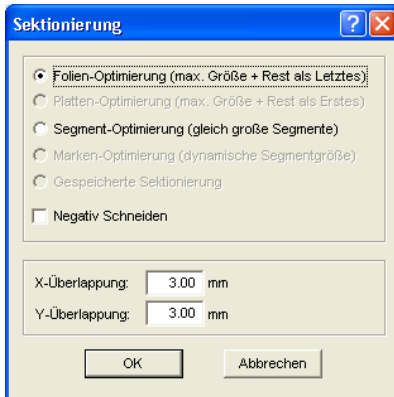 Sektionierung
Folien-Optimierung (max. Größe + Rest als Letztes)
Platten-Optimierung (max. Größe + Rest als Erstes)
Segment-Optimierung (gleich große Segmente)
Marken-Optimierung (dynamische Segmentgröße)
Gespeicherte Sektionierung
Negativ Schneiden
X-Überlappung: 3.00 mm
Y-Überlappung: 3.00 mm
OK Abbrechen